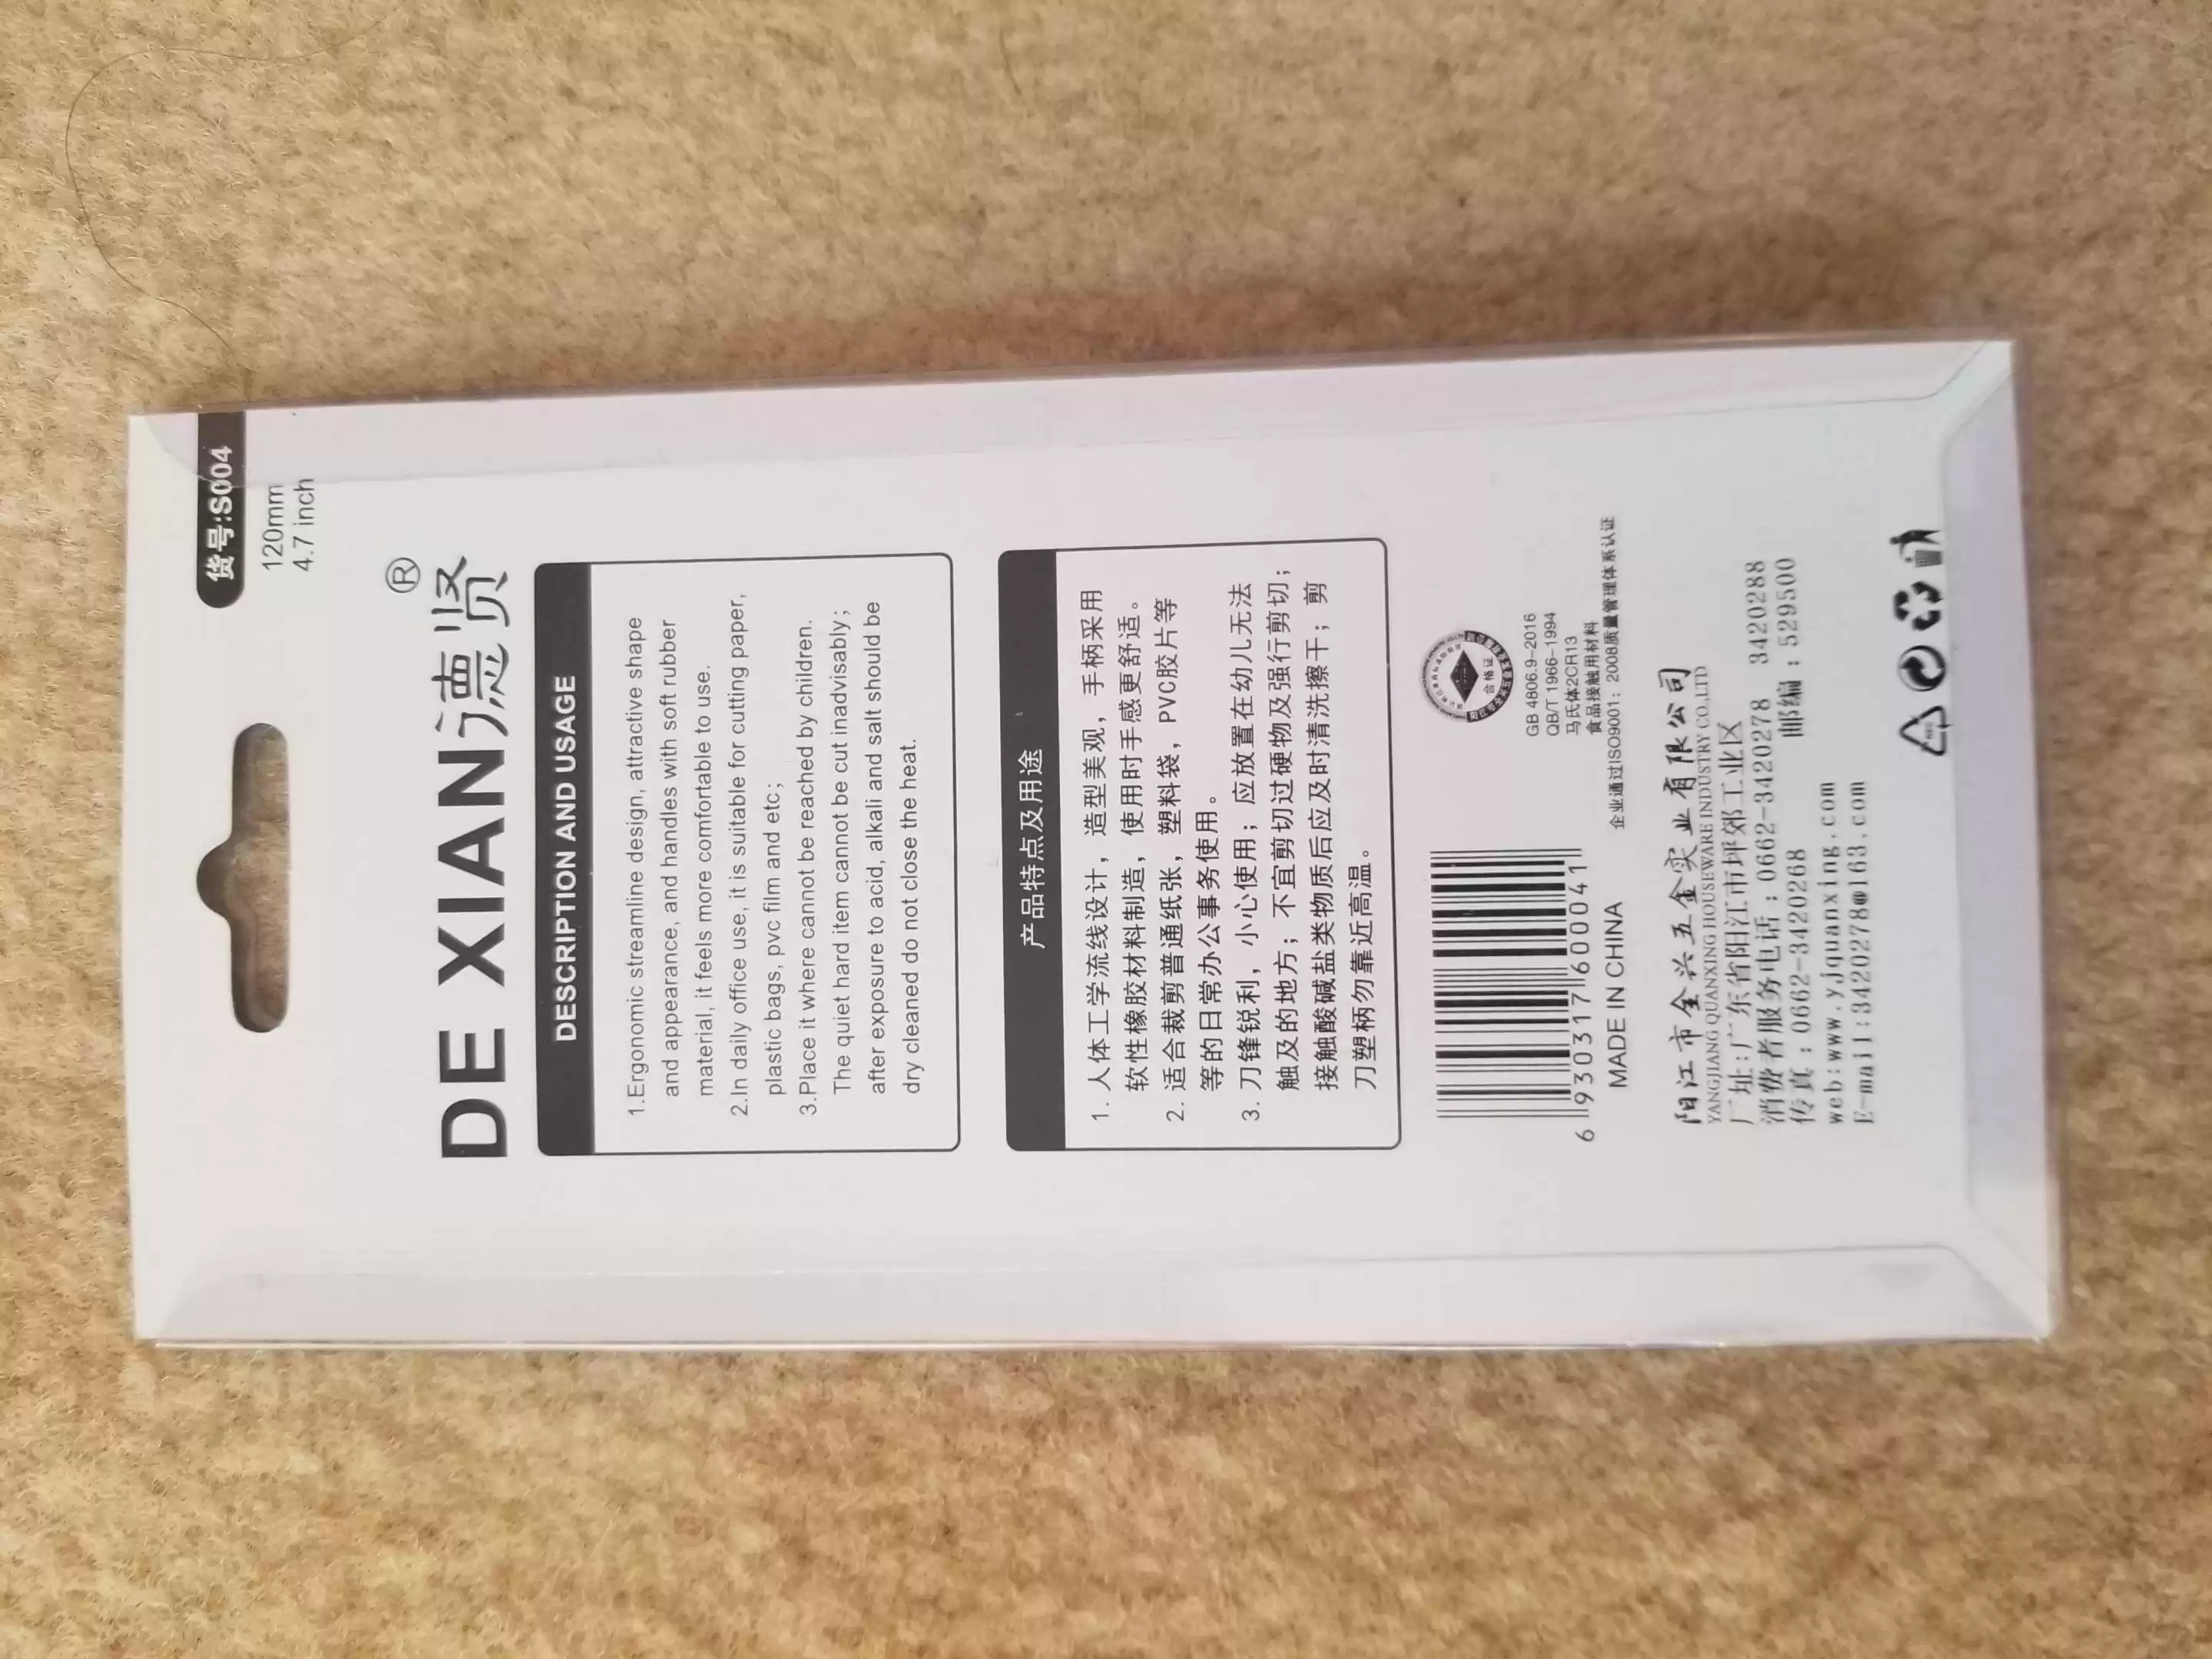 货号:S004
120mm
4.7 inch
DE XIAN德贤®
DESCRIPTION AND USAGE
1.Ergonomic streamline design, attractive shape
and appearance, and handles with soft rubber
material, it feels more comfortable to use.
2.In daily office use, it is suitable for cutting paper,
plastic bags, pvc film and etc;
3.Place it where cannot be reached by children.
The quiet hard item cannot be cut inadvisably;
after exposure to acid, alkali and salt should be
dry cleaned do not close the heat.
产品特点及用途
1. 人体工学流线设计，造型美观，手柄采用
软性橡胶材料制造，使用时手感更舒适。
2. 适合裁剪普通纸张，塑料袋，PVC胶片等
等的日常办公事务使用。
3. 刀锋锐利，小心使用；应放置在幼儿无法
触及的地方；不宜剪切过硬物及强行剪切；
接触酸碱盐类物质后应及时清洗擦干；剪
刀塑柄勿靠近高温。
合格证
GB 4806.9-2016
QB/T 1966-1994
马氏体2CR13
食品接触用材料
企业通过ISO9001：2008质量管理体系认证
6 930317 600041
MADE IN CHINA
阳江市全兴五金实业有限公司
YANGJIANG QUANXING HOUSEWARE INDUSTRY CO.,LTD
厂址:广东省阳江市坪郊工业区
消费者服务电话：0662-3420278 3420288
传真：0662-3420268 邮编：529500
web:www.yjquanxing.com
E-mail:3420278@163.com